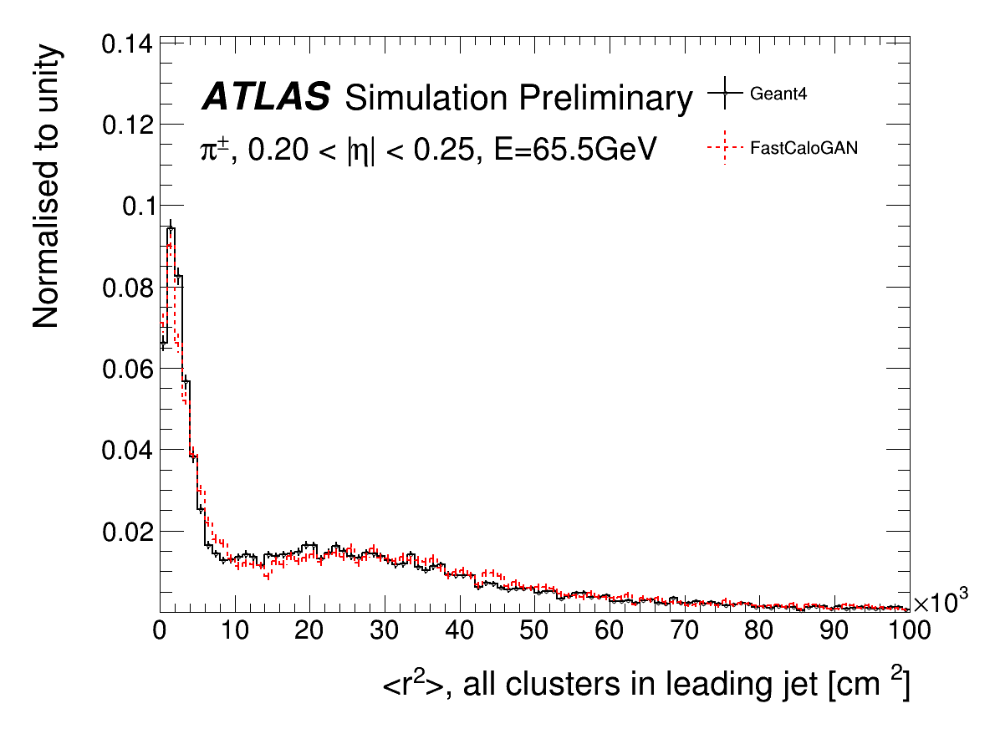 Normalised to unity
0.14
0.12
0.1
0.08
0.06
0.04
0.02
ATLAS Simulation Preliminary
π±, 0.20 < |η| < 0.25, E=65.5GeV
Geant4
FastCaloGAN
0 10 20 30 40 50 60 70 80 90 100
×10³
<r²>, all clusters in leading jet [cm ²]